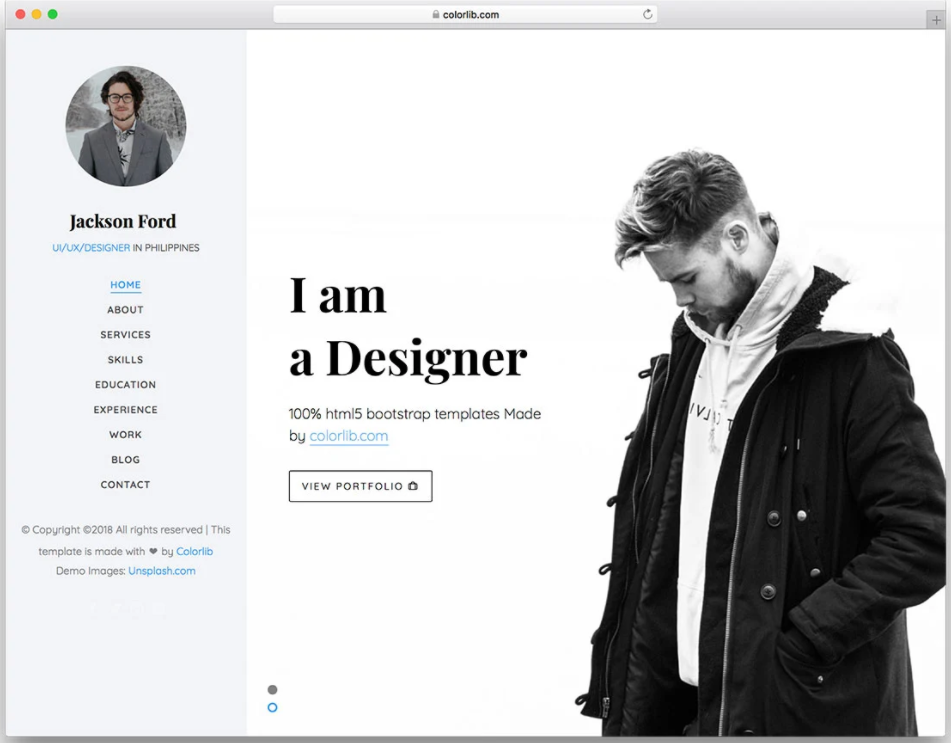 colorlib.com
Jackson Ford
UI/UX/DESIGNER IN PHILIPPINES
HOME
ABOUT
SERVICES
SKILLS
EDUCATION
EXPERIENCE
WORK
BLOG
CONTACT
© Copyright ©2018 All rights reserved | This
template is made with ❤ by Colorlib
Demo Images: Unsplash.com
I am
a Designer
100% html5 bootstrap templates Made
by colorlib.com
VIEW PORTFOLIO